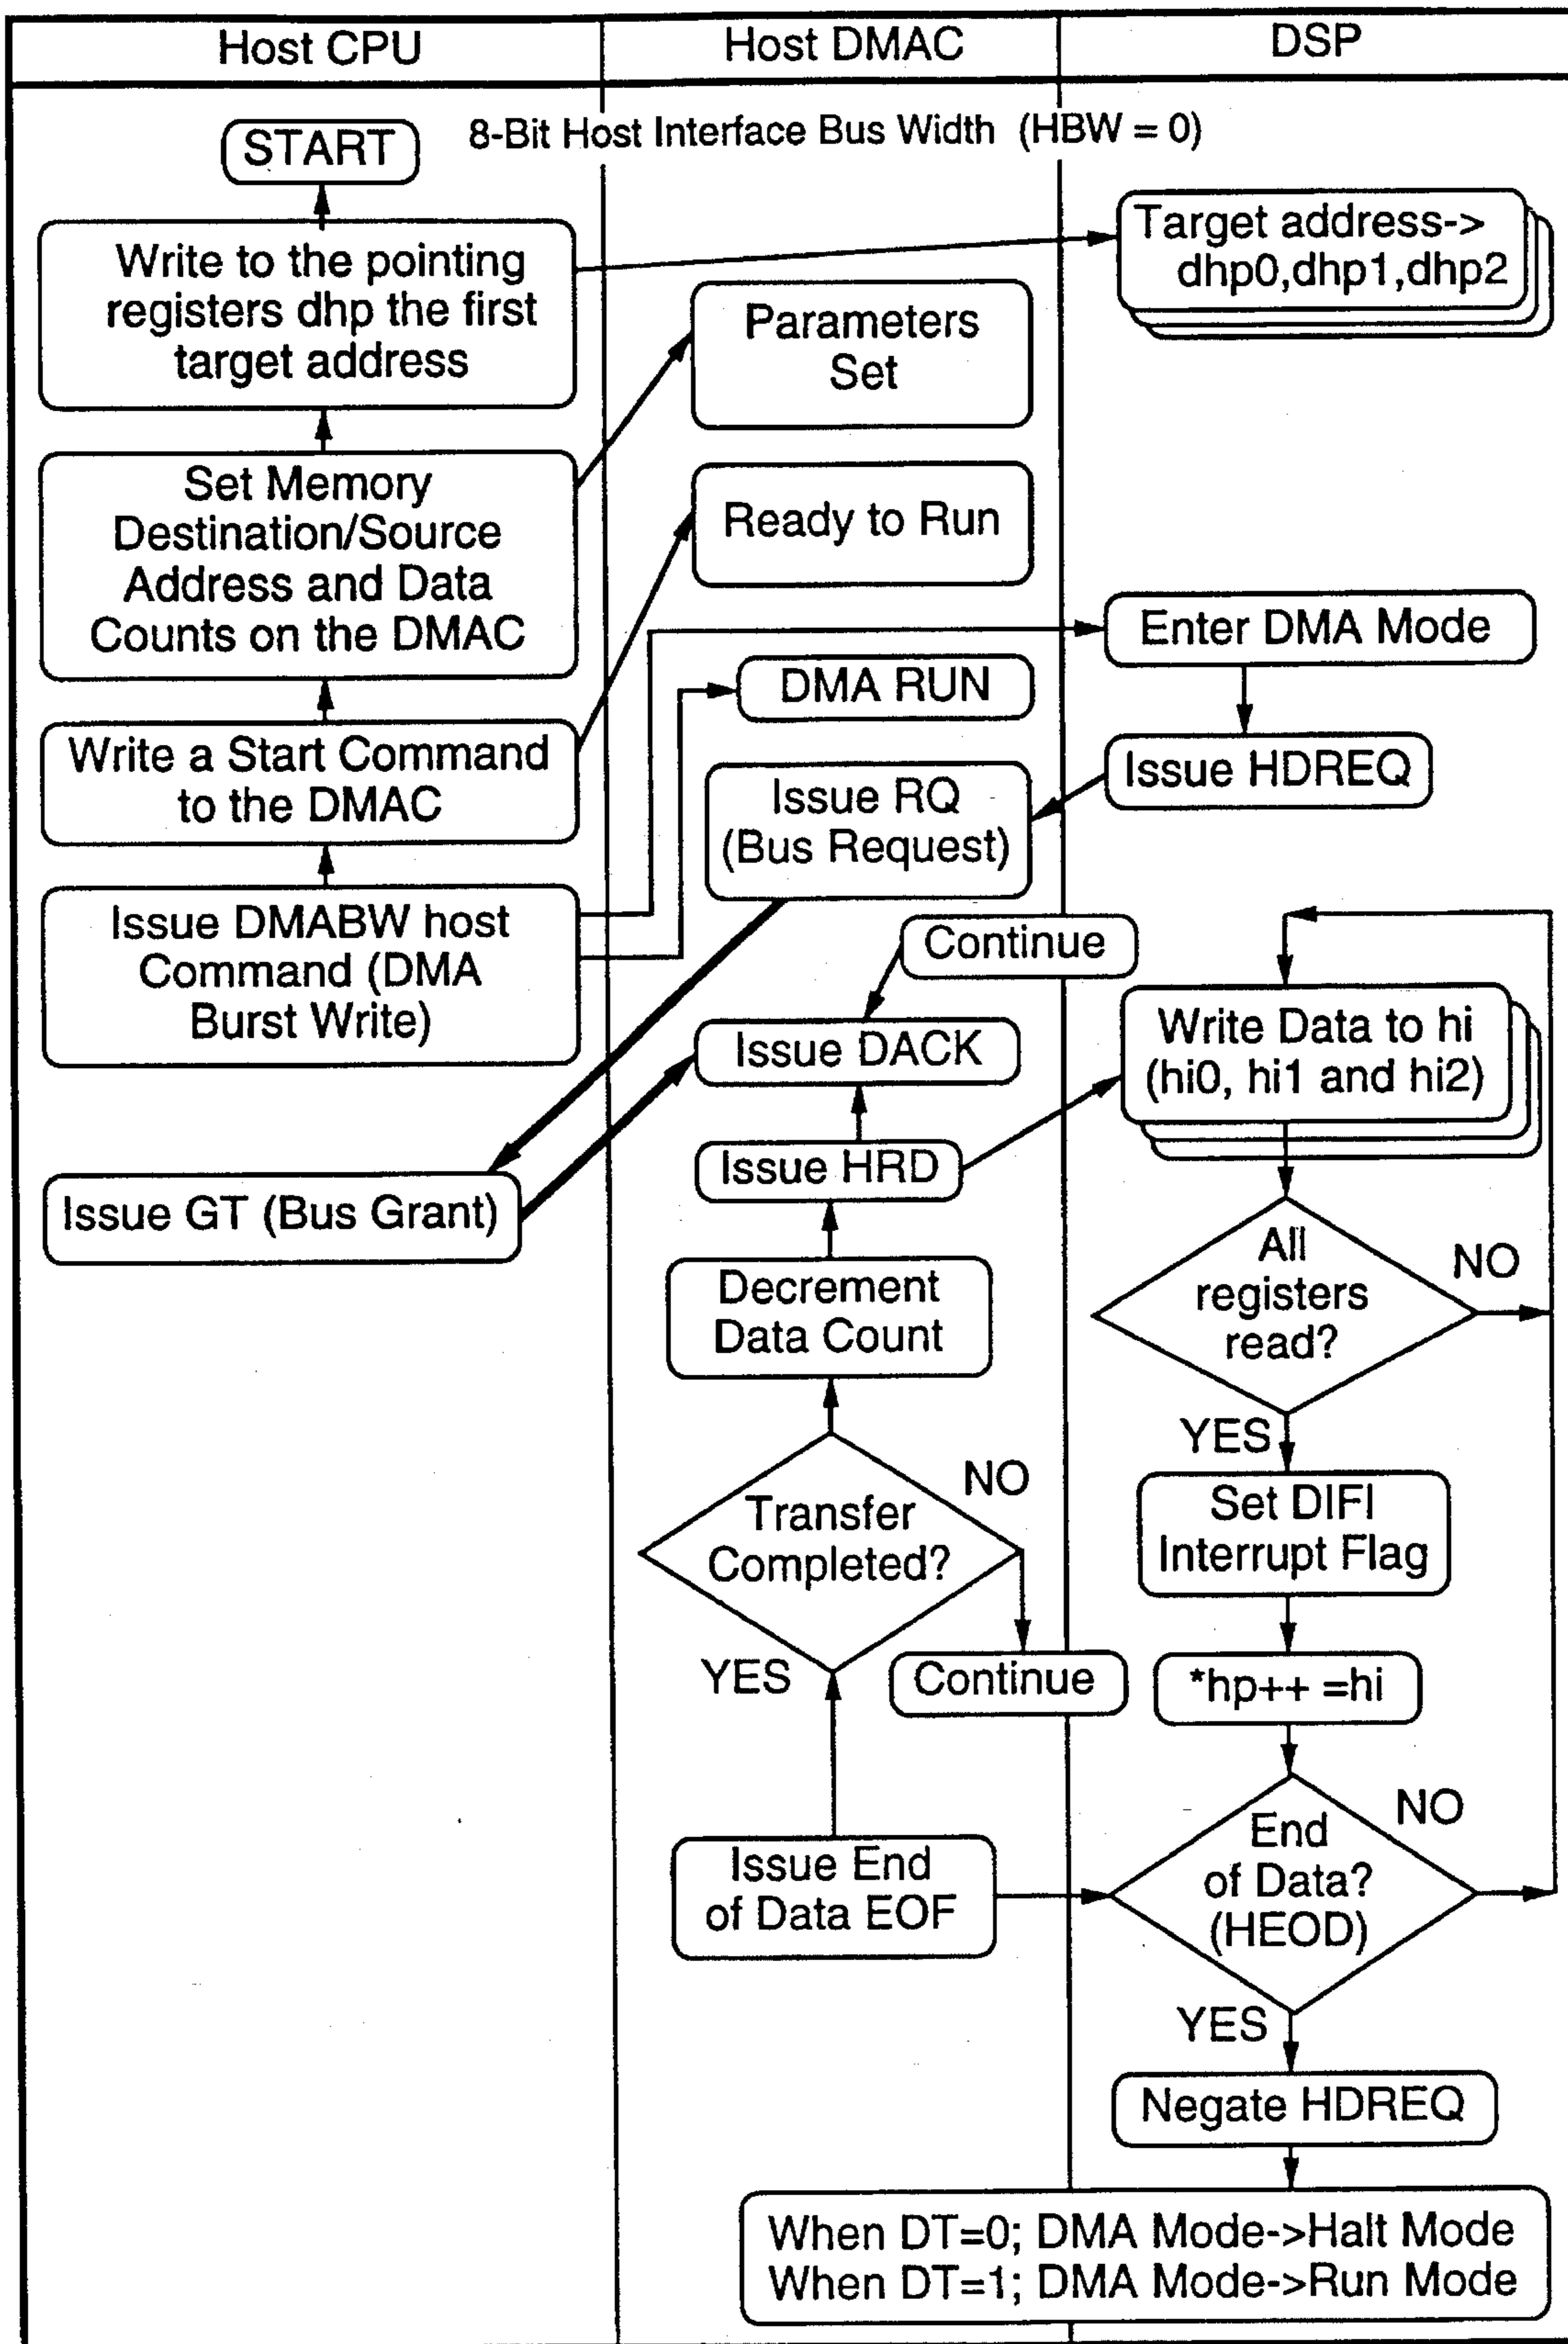 Host CPU
Host DMAC
DSP
8-Bit Host Interface Bus Width (HBW = 0)
START
Write to the pointing
registers dhp the first
target address
Target address->
dhp0,dhp1,dhp2
Parameters
Set
Set Memory
Destination/Source
Address and Data
Counts on the DMAC
Ready to Run
Enter DMA Mode
DMA RUN
Write a Start Command
to the DMAC
Issue HDREQ
Issue RQ
(Bus Request)
Issue DMABW host
Command (DMA
Burst Write)
Continue
Issue DACK
Write Data to hi
(hi0, hi1 and hi2)
Issue HRD
Issue GT (Bus Grant)
All
registers
read?
NO
YES
Decrement
Data Count
Transfer
Completed?
NO
YES
Continue
Set DIFI
Interrupt Flag
*hp++ =hi
Issue End
of Data EOF
End
of Data?
(HEOD)
NO
YES
Negate HDREQ
When DT=0; DMA Mode->Halt Mode
When DT=1; DMA Mode->Run Mode